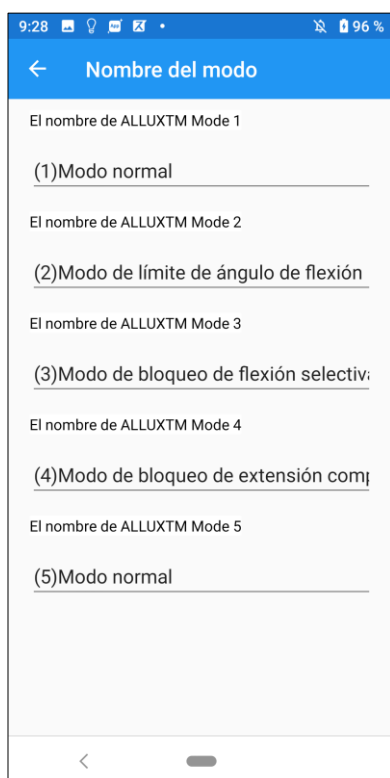 9:28 96 %
Nombre del modo
El nombre de ALLUXTM Mode 1
(1)Modo normal
El nombre de ALLUXTM Mode 2
(2)Modo de límite de ángulo de flexión
El nombre de ALLUXTM Mode 3
(3)Modo de bloqueo de flexión selectiv
El nombre de ALLUXTM Mode 4
(4)Modo de bloqueo de extensión com
El nombre de ALLUXTM Mode 5
(5)Modo normal